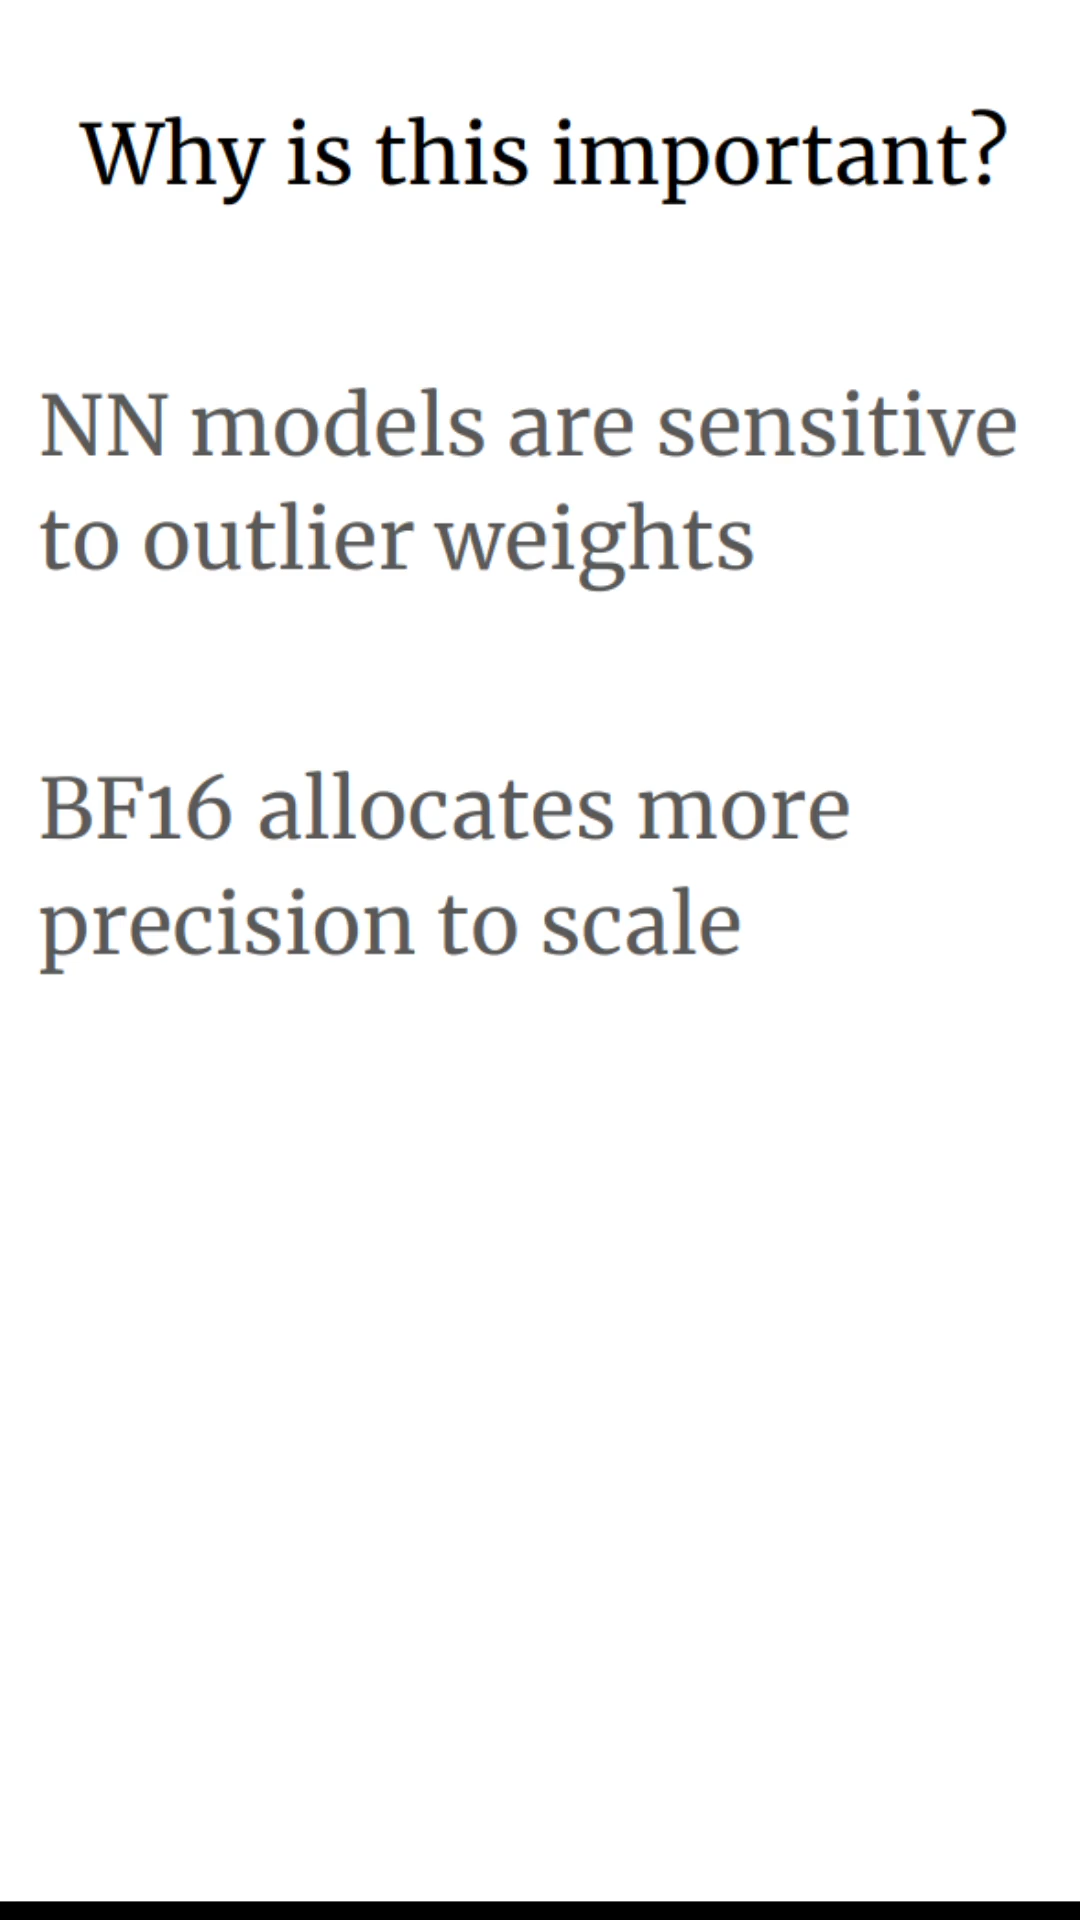 Why is this important?
NN models are sensitive
to outlier weights
BF16 allocates more
precision to scale